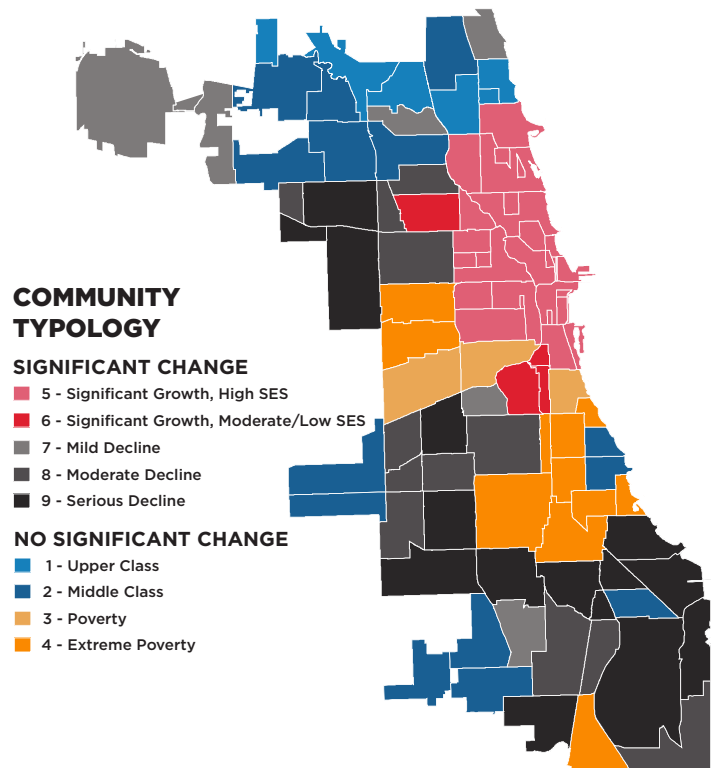 COMMUNITY
TYPOLOGY
SIGNIFICANT CHANGE
5 - Significant Growth, High SES
6 - Significant Growth, Moderate/Low SES
7 - Mild Decline
8 - Moderate Decline
9 - Serious Decline
NO SIGNIFICANT CHANGE
1 - Upper Class
2 - Middle Class
3 - Poverty
4 - Extreme Poverty